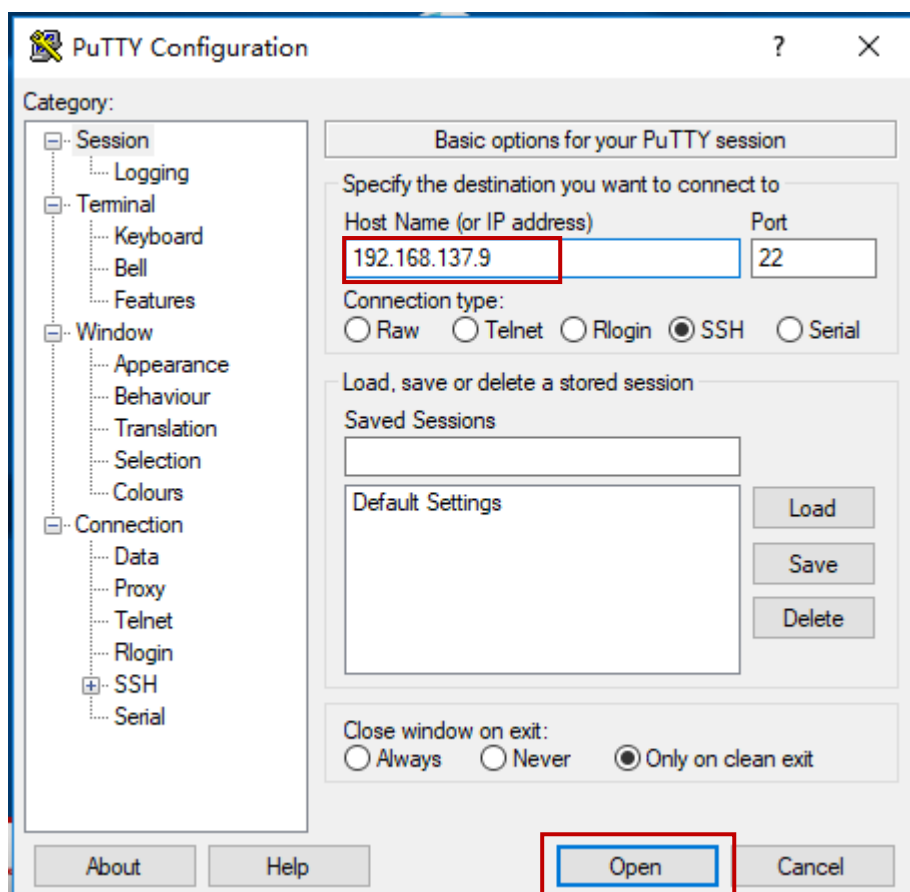 PuTTY Configuration
?
Category:
Session
Logging
Terminal
Keyboard
Bell
Features
Window
Appearance
Behaviour
Translation
Selection
Colours
Connection
Data
Proxy
Telnet
Rlogin
SSH
Serial
Basic options for your PuTTY session
Specify the destination you want to connect to
Host Name (or IP address) Port
192.168.137.9 22
Connection type:
Raw Telnet Rlogin SSH Serial
Load, save or delete a stored session
Saved Sessions
Default Settings
Load
Save
Delete
Close window on exit:
Always Never Only on clean exit
About Help Open Cancel